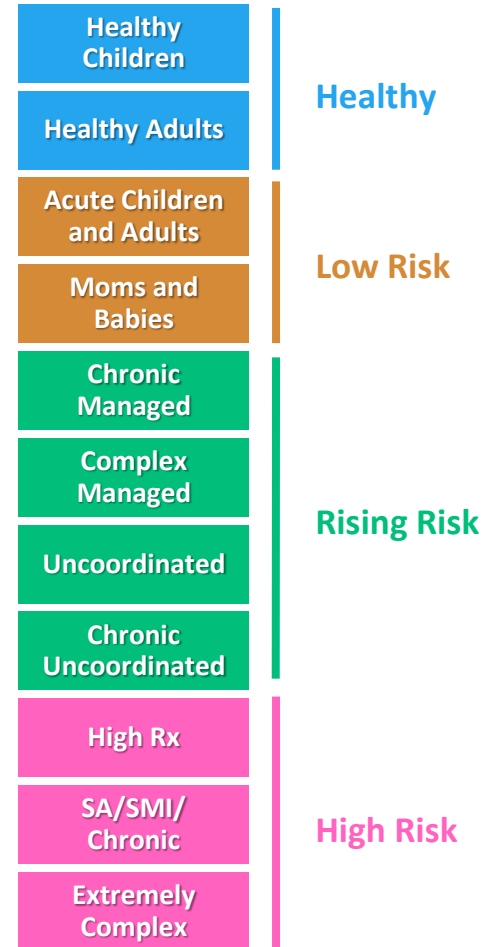 Healthy
Children
Healthy Adults
Healthy
Acute Children
and Adults
Moms and
Babies
Low Risk
Chronic
Managed
Complex
Managed
Uncoordinated
Chronic
Uncoordinated
Rising Risk
High Rx
SA/SMI/
Chronic
Extremely
Complex
High Risk